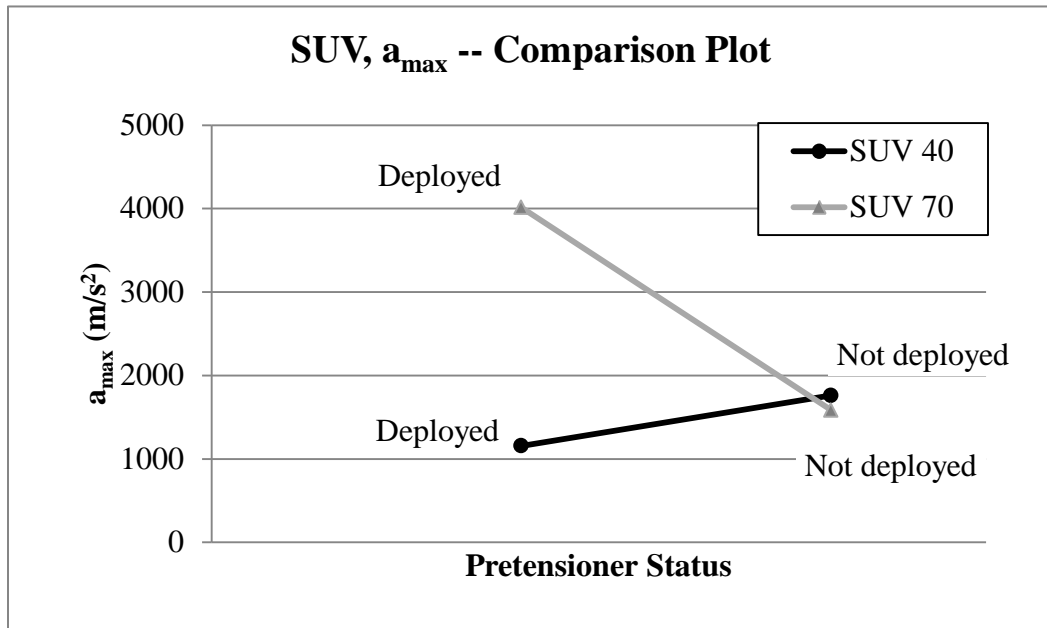 SUV, amax -- Comparison Plot
5000
4000
3000
2000
1000
0
amax (m/s²)
Deployed
Not deployed
Deployed
Not deployed
SUV 40
SUV 70
Pretensioner Status